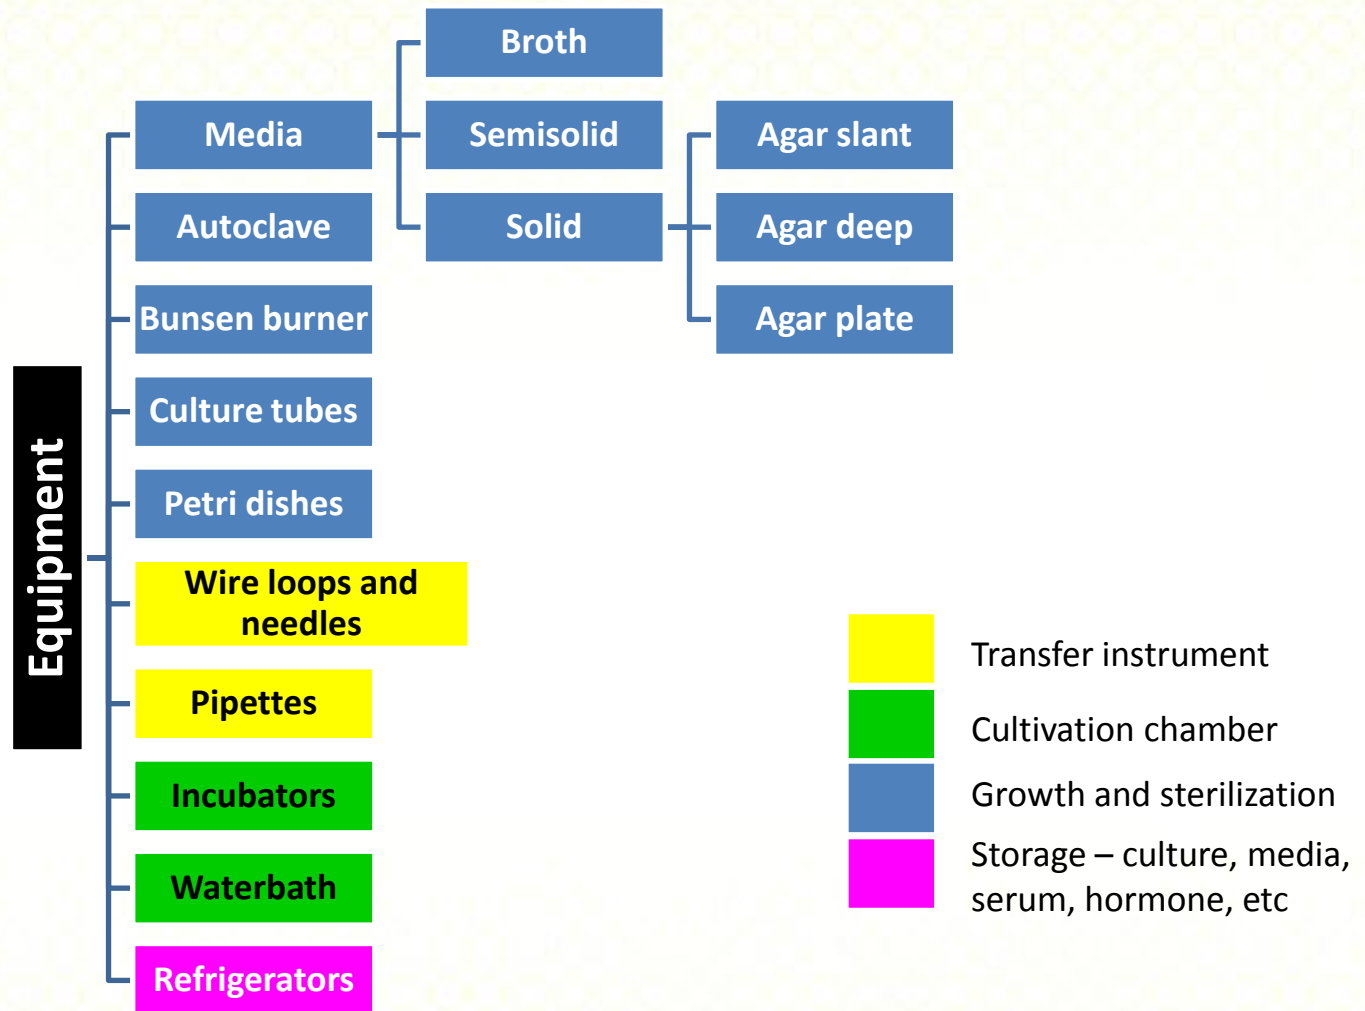 Equipment
Media
Autoclave
Bunsen burner
Culture tubes
Petri dishes
Wire loops and
needles
Pipettes
Incubators
Waterbath
Refrigerators
Broth
Semisolid
Solid
Agar slant
Agar deep
Agar plate
Transfer instrument
Cultivation chamber
Growth and sterilization
Storage – culture, media,
serum, hormone, etc